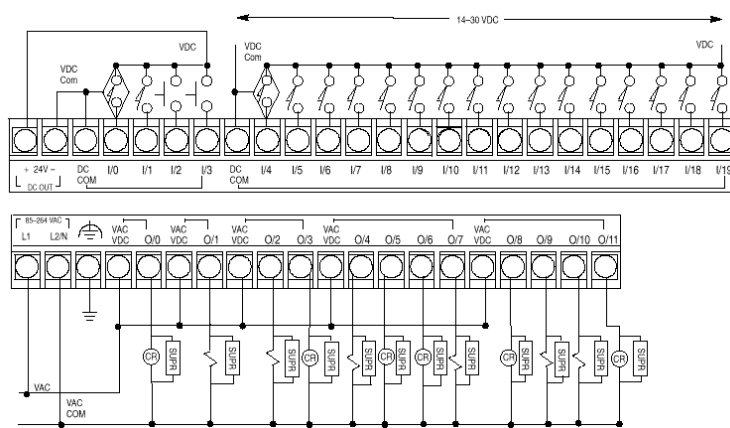 14–30 VDC
VDC
VDC
Com
VDC
Com
VDC
+ 24V – DC COM I/0 I/1 I/2 I/3 DC COM I/4 I/5 I/6 I/7 I/8 I/9 I/10 I/11 I/12 I/13 I/14 I/15 I/16 I/17 I/18 I/19
DC OUT
85–264 VAC
L1 L2/N VAC VDC O/0 VAC VDC O/1 VAC VDC O/2 O/3 VAC VDC O/4 O/5 O/6 O/7 VAC VDC O/8 O/9 O/10 O/11
CR SUPR SUPR SUPR CR SUPR SUPR CR SUPR CR SUPR SUPR CR SUPR SUPR SUPR CR SUPR
VAC
VAC
COM